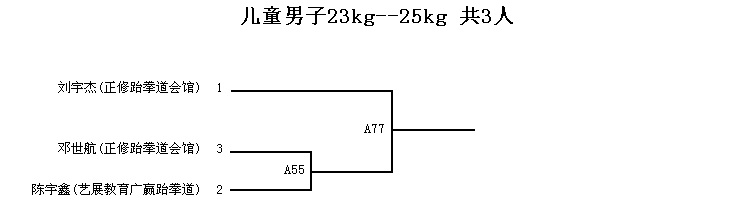 儿童男子23kg--25kg 共3人
刘宇杰(正修跆拳道会馆) 1
A77
邓世航(正修跆拳道会馆) 3
A55
陈宇鑫(艺展教育广赢跆拳道) 2